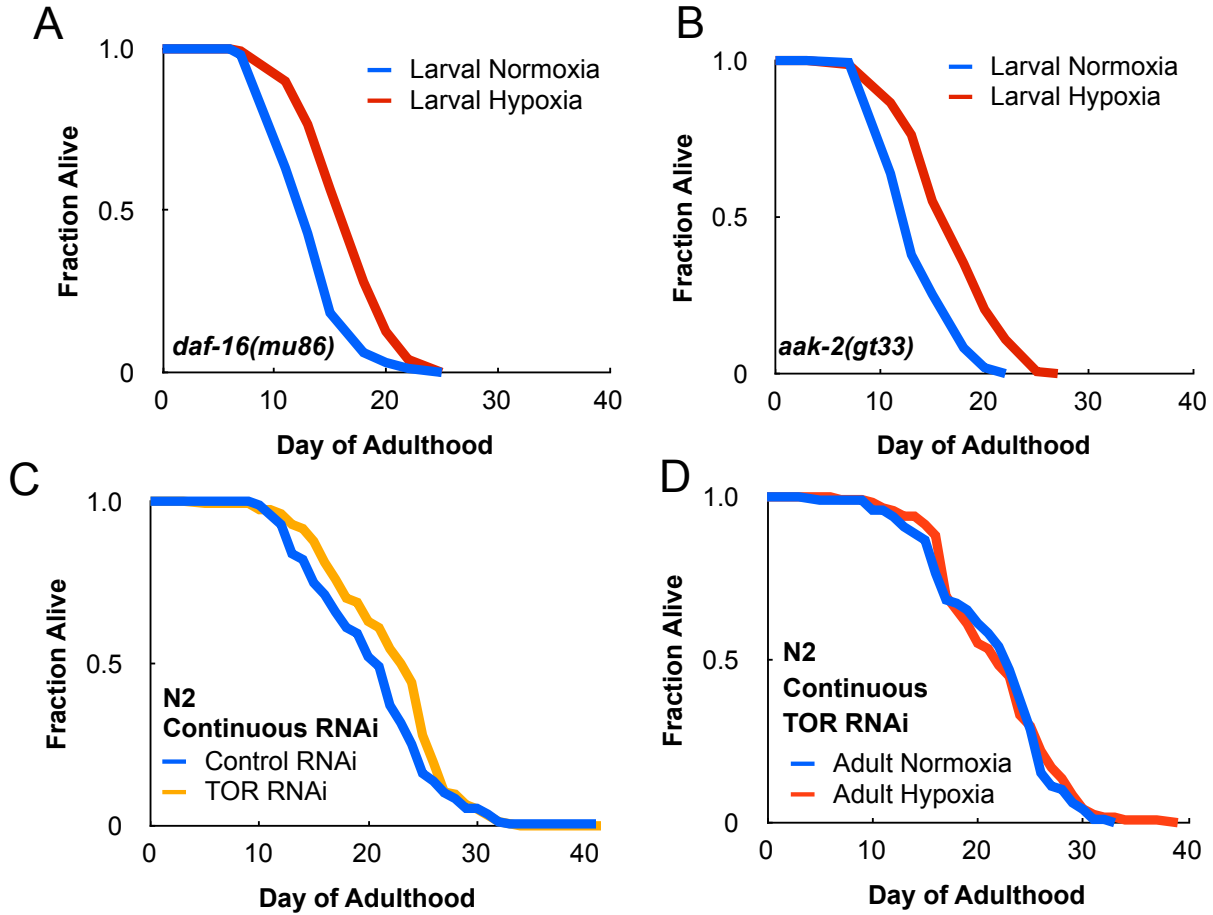 A
1.0
0.5
0
Fraction Alive
Larval Normoxia
Larval Hypoxia
daf-16(mu86)
0 10 20 30 40
Day of Adulthood
B
1.0
0.5
0
Fraction Alive
Larval Normoxia
Larval Hypoxia
aak-2(gt33)
0 10 20 30 40
Day of Adulthood
C
1.0
0.5
0
Fraction Alive
N2
Continuous RNAi
Control RNAi
TOR RNAi
0 10 20 30 40
Day of Adulthood
D
1.0
0.5
0
Fraction Alive
N2
Continuous
TOR RNAi
Adult Normoxia
Adult Hypoxia
0 10 20 30 40
Day of Adulthood